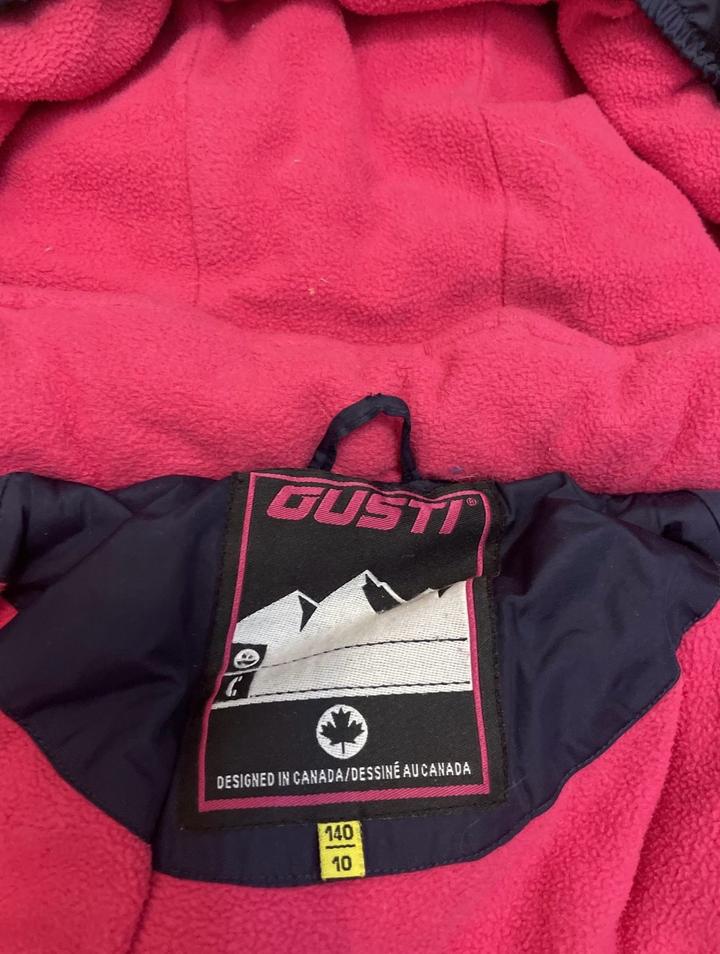 GUSTI®
DESIGNED IN CANADA/DESSINÉ AU CANADA
140
10